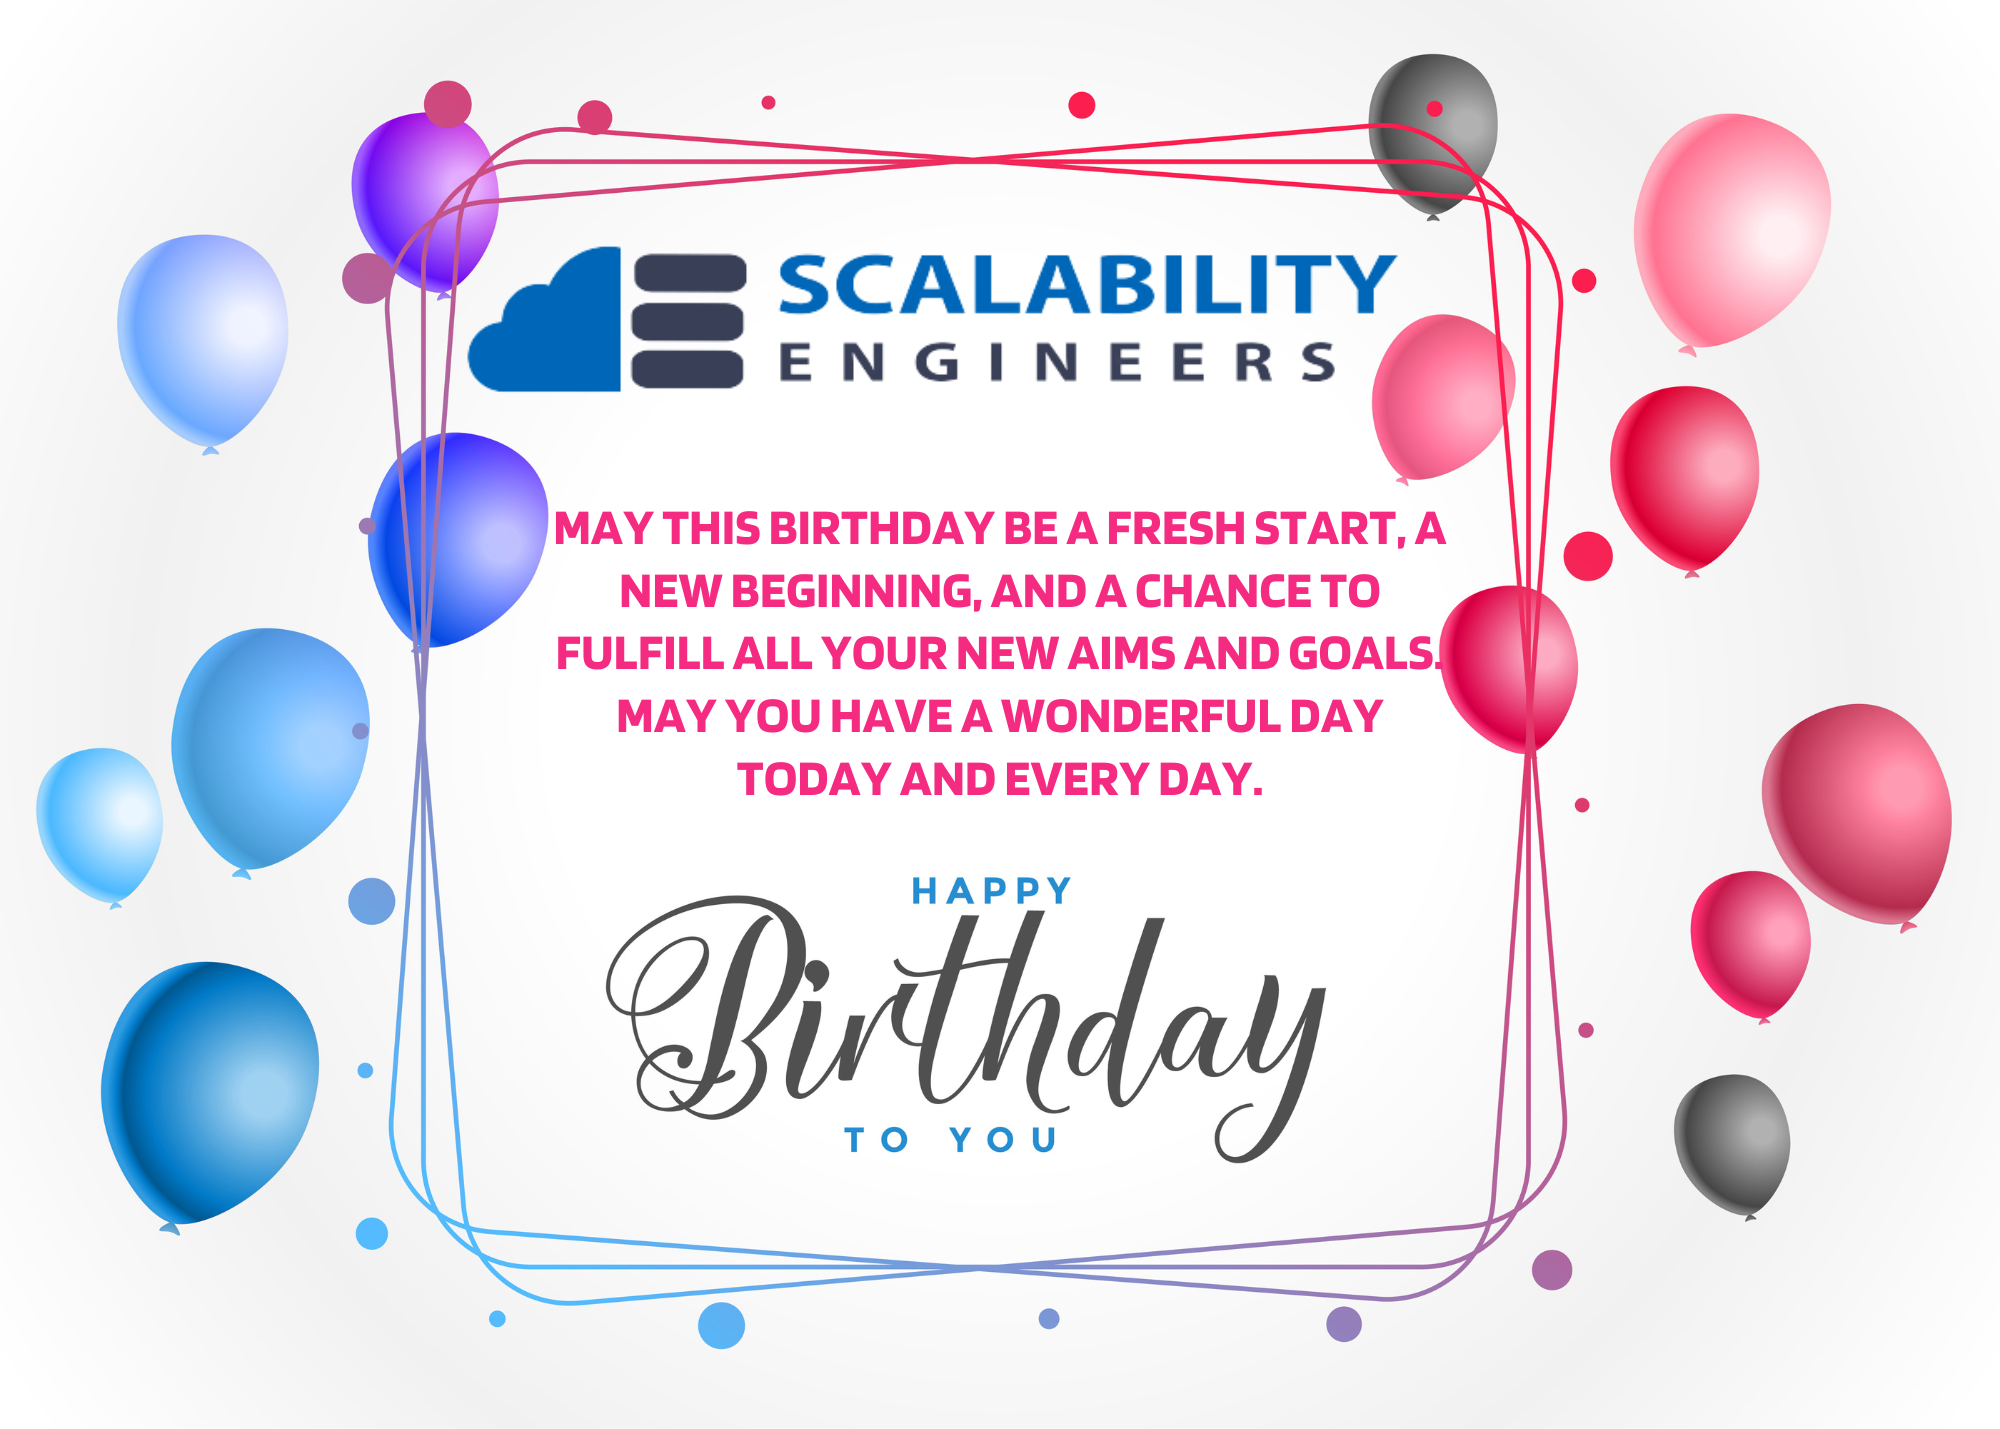 SCALABILITY
ENGINEERS
MAY THIS BIRTHDAY BE A FRESH START, A
NEW BEGINNING, AND A CHANCE TO
FULFILL ALL YOUR NEW AIMS AND GOALS.
MAY YOU HAVE A WONDERFUL DAY
TODAY AND EVERY DAY.
HAPPY
Birthday
TO YOU